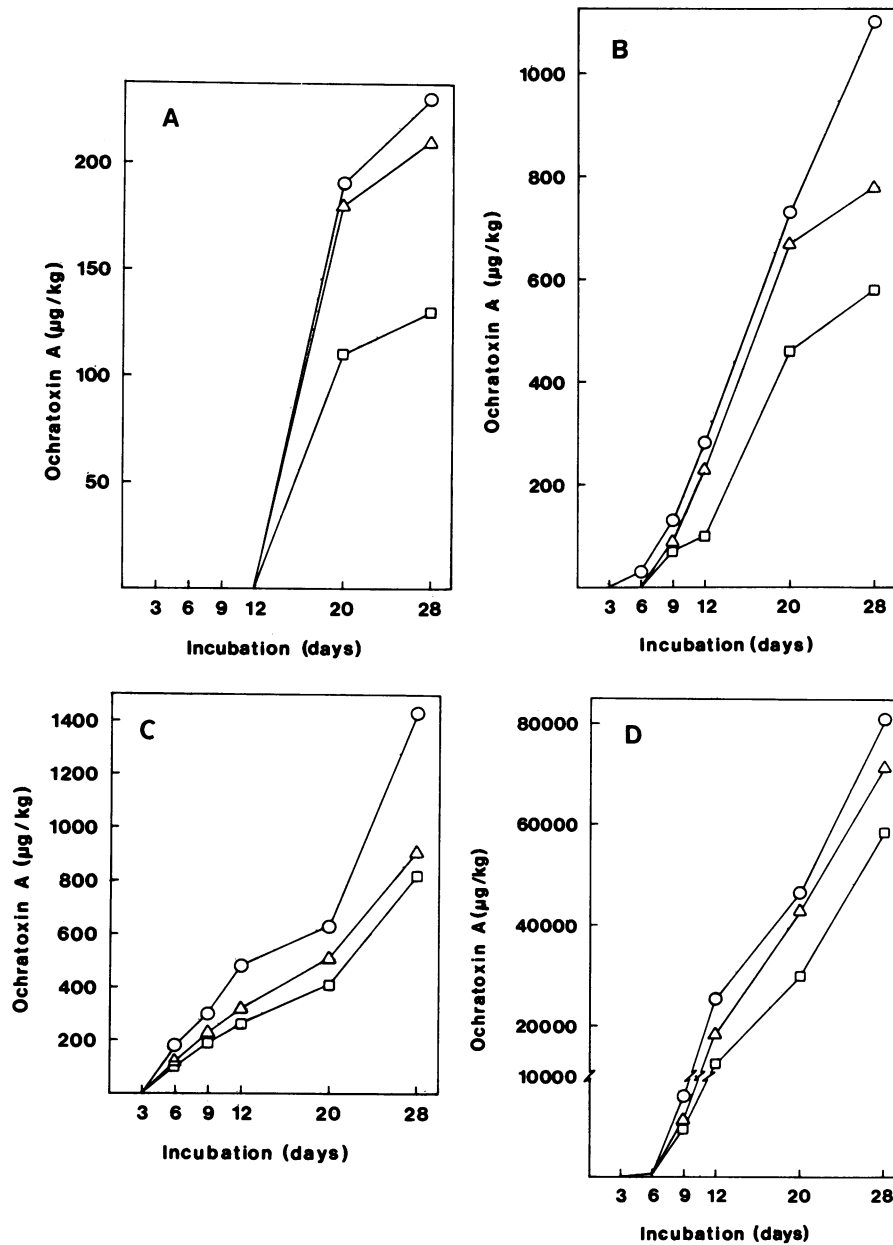 A
Ochratoxin A (µg/kg)
200
150
100
50
3 6 9 12 20 28
Incubation (days)
B
Ochratoxin A (µg/kg)
1000
800
600
400
200
3 6 9 12 20 28
Incubation (days)
C
Ochratoxin A (µg/kg)
1400
1200
1000
800
600
400
200
3 6 9 12 20 28
Incubation (days)
D
Ochratoxin A (µg/kg)
80000
60000
40000
20000
10000
3 6 9 12 20 28
Incubation (days)